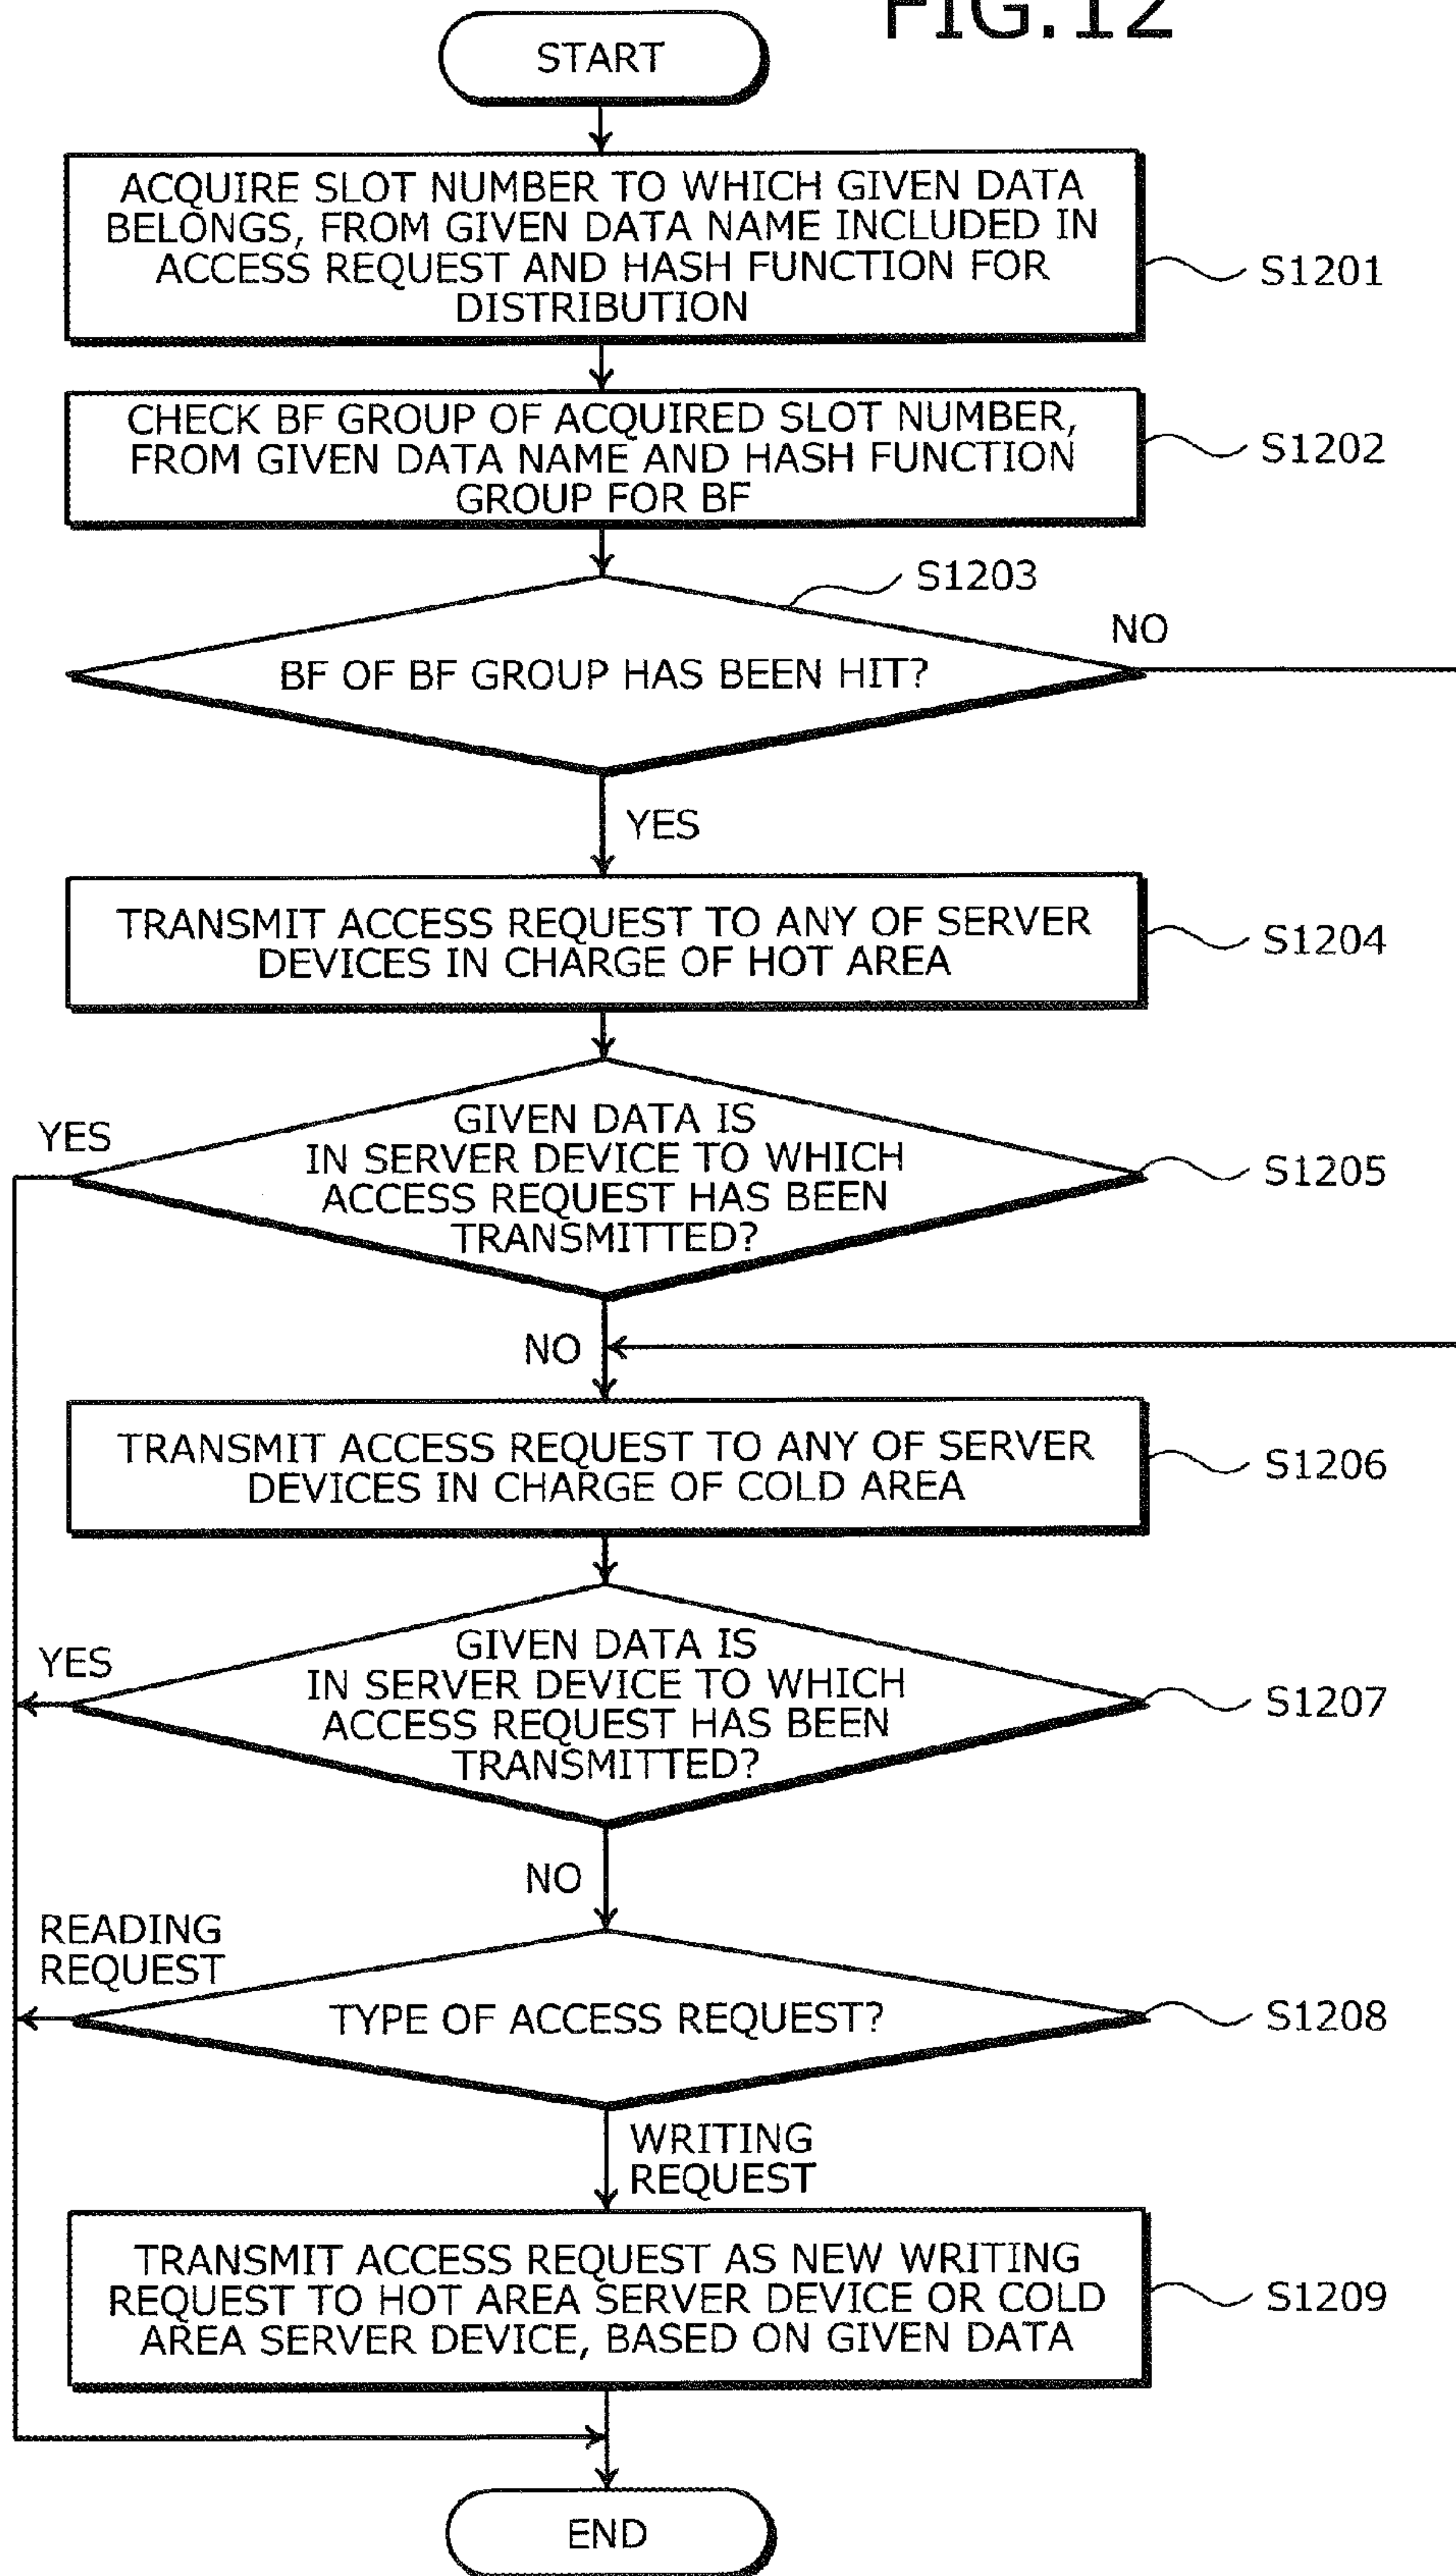 FIG.12
START
ACQUIRE SLOT NUMBER TO WHICH GIVEN DATA
BELONGS, FROM GIVEN DATA NAME INCLUDED IN
ACCESS REQUEST AND HASH FUNCTION FOR
DISTRIBUTION
S1201
CHECK BF GROUP OF ACQUIRED SLOT NUMBER,
FROM GIVEN DATA NAME AND HASH FUNCTION
GROUP FOR BF
S1202
S1203
NO
BF OF BF GROUP HAS BEEN HIT?
YES
TRANSMIT ACCESS REQUEST TO ANY OF SERVER
DEVICES IN CHARGE OF HOT AREA
S1204
YES
GIVEN DATA IS
IN SERVER DEVICE TO WHICH
ACCESS REQUEST HAS BEEN
TRANSMITTED?
S1205
NO
TRANSMIT ACCESS REQUEST TO ANY OF SERVER
DEVICES IN CHARGE OF COLD AREA
S1206
YES
GIVEN DATA IS
IN SERVER DEVICE TO WHICH
ACCESS REQUEST HAS BEEN
TRANSMITTED?
S1207
NO
READING
REQUEST
TYPE OF ACCESS REQUEST?
S1208
WRITING
REQUEST
TRANSMIT ACCESS REQUEST AS NEW WRITING
REQUEST TO HOT AREA SERVER DEVICE OR COLD
AREA SERVER DEVICE, BASED ON GIVEN DATA
S1209
END